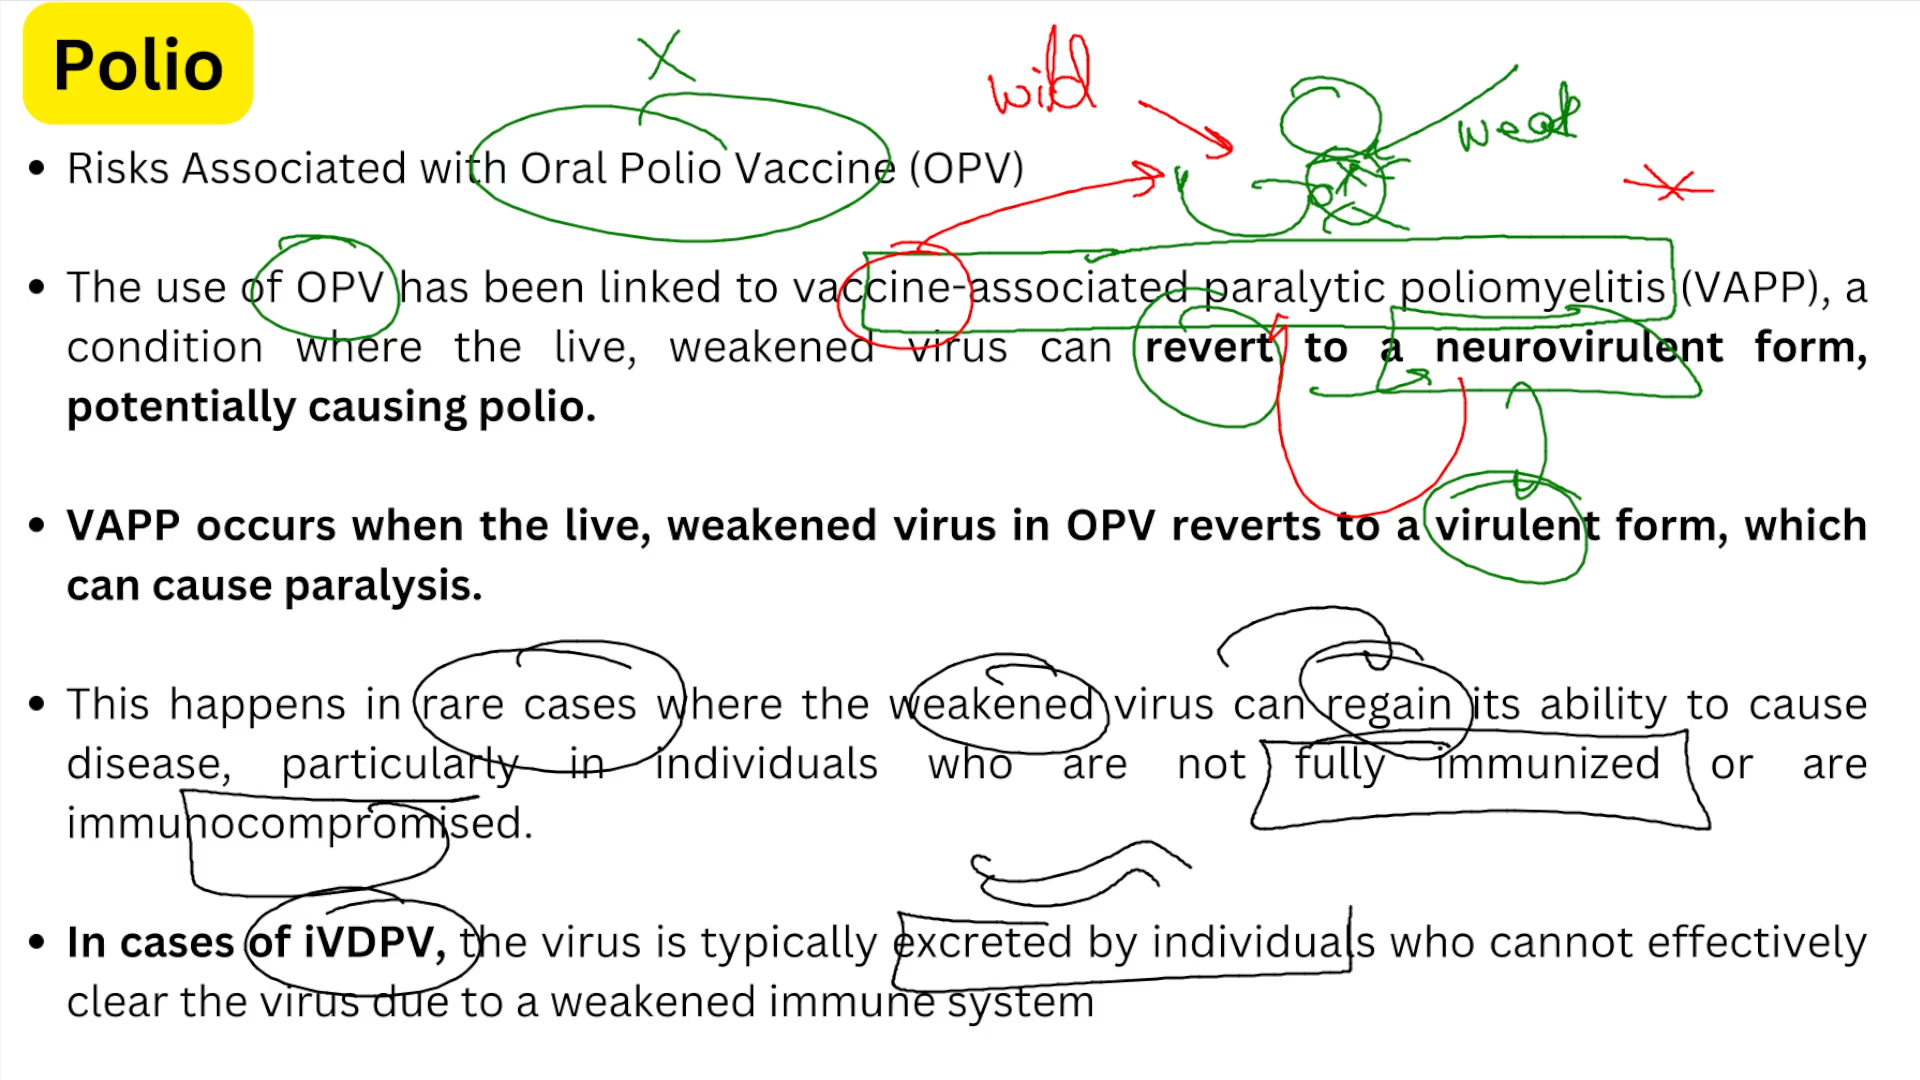 Polio
wild
weak
• Risks Associated with Oral Polio Vaccine (OPV)
• The use of OPV has been linked to vaccine-associated paralytic poliomyelitis (VAPP), a
condition where the live, weakened virus can revert to a neurovirulent form,
potentially causing polio.
• VAPP occurs when the live, weakened virus in OPV reverts to a virulent form, which
can cause paralysis.
• This happens in rare cases where the weakened virus can regain its ability to cause
disease, particularly in individuals who are not fully immunized or are
immunocompromised.
• In cases of iVDPV, the virus is typically excreted by individuals who cannot effectively
clear the virus due to a weakened immune system